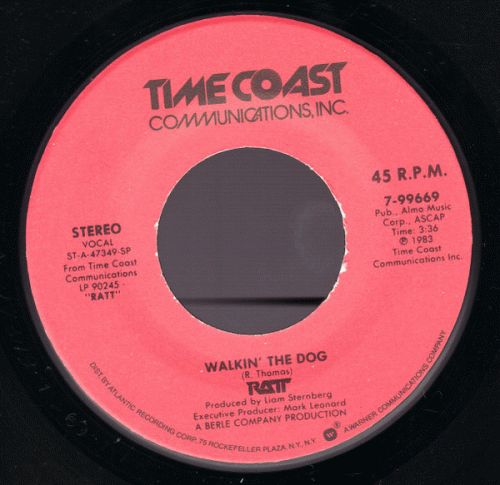 TIME COAST
COMMUNICATIONS, INC.
45 R.P.M.
7-99669
Pub., Almo Music
Corp., ASCAP
Time: 3:36
℗ 1983
Time Coast
Communications Inc.
STEREO
VOCAL
ST-A-47349-SP
From Time Coast
Communications
LP 90245 -
"RATT"
WALKIN' THE DOG
(R. Thomas)
RATT
Produced by Liam Sternberg
Executive Producer: Mark Leonard
A BERLE COMPANY PRODUCTION
DIST. BY ATLANTIC RECORDING CORP. 75 ROCKEFELLER PLAZA, N.Y., N.Y. W ® A WARNER COMMUNICATIONS COMPANY